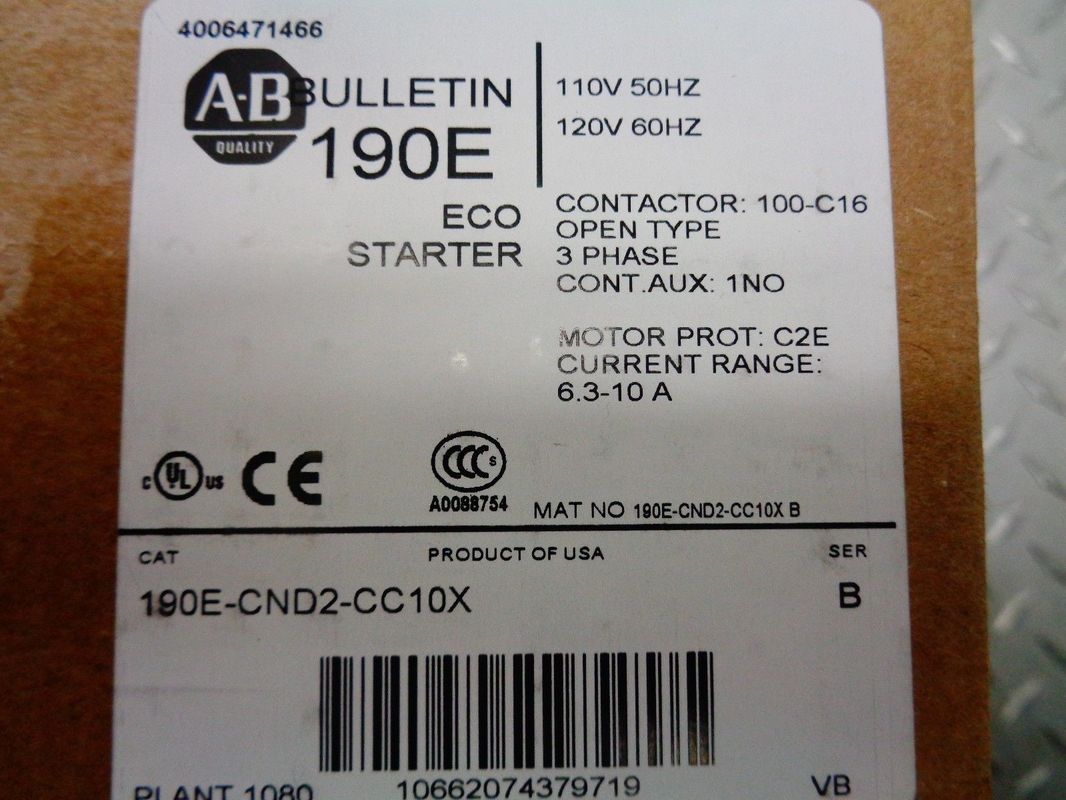 4006471466
A-B
QUALITY
BULLETIN
190E
ECO
STARTER
110V 50HZ
120V 60HZ
CONTACTOR: 100-C16
OPEN TYPE
3 PHASE
CONT.AUX: 1NO
MOTOR PROT: C2E
CURRENT RANGE:
6.3-10 A
C UL US CE
CCC S
A0088754
MAT NO 190E-CND2-CC10X B
CAT PRODUCT OF USA SER
190E-CND2-CC10X B
PLANT 1080 10662074379719 VB